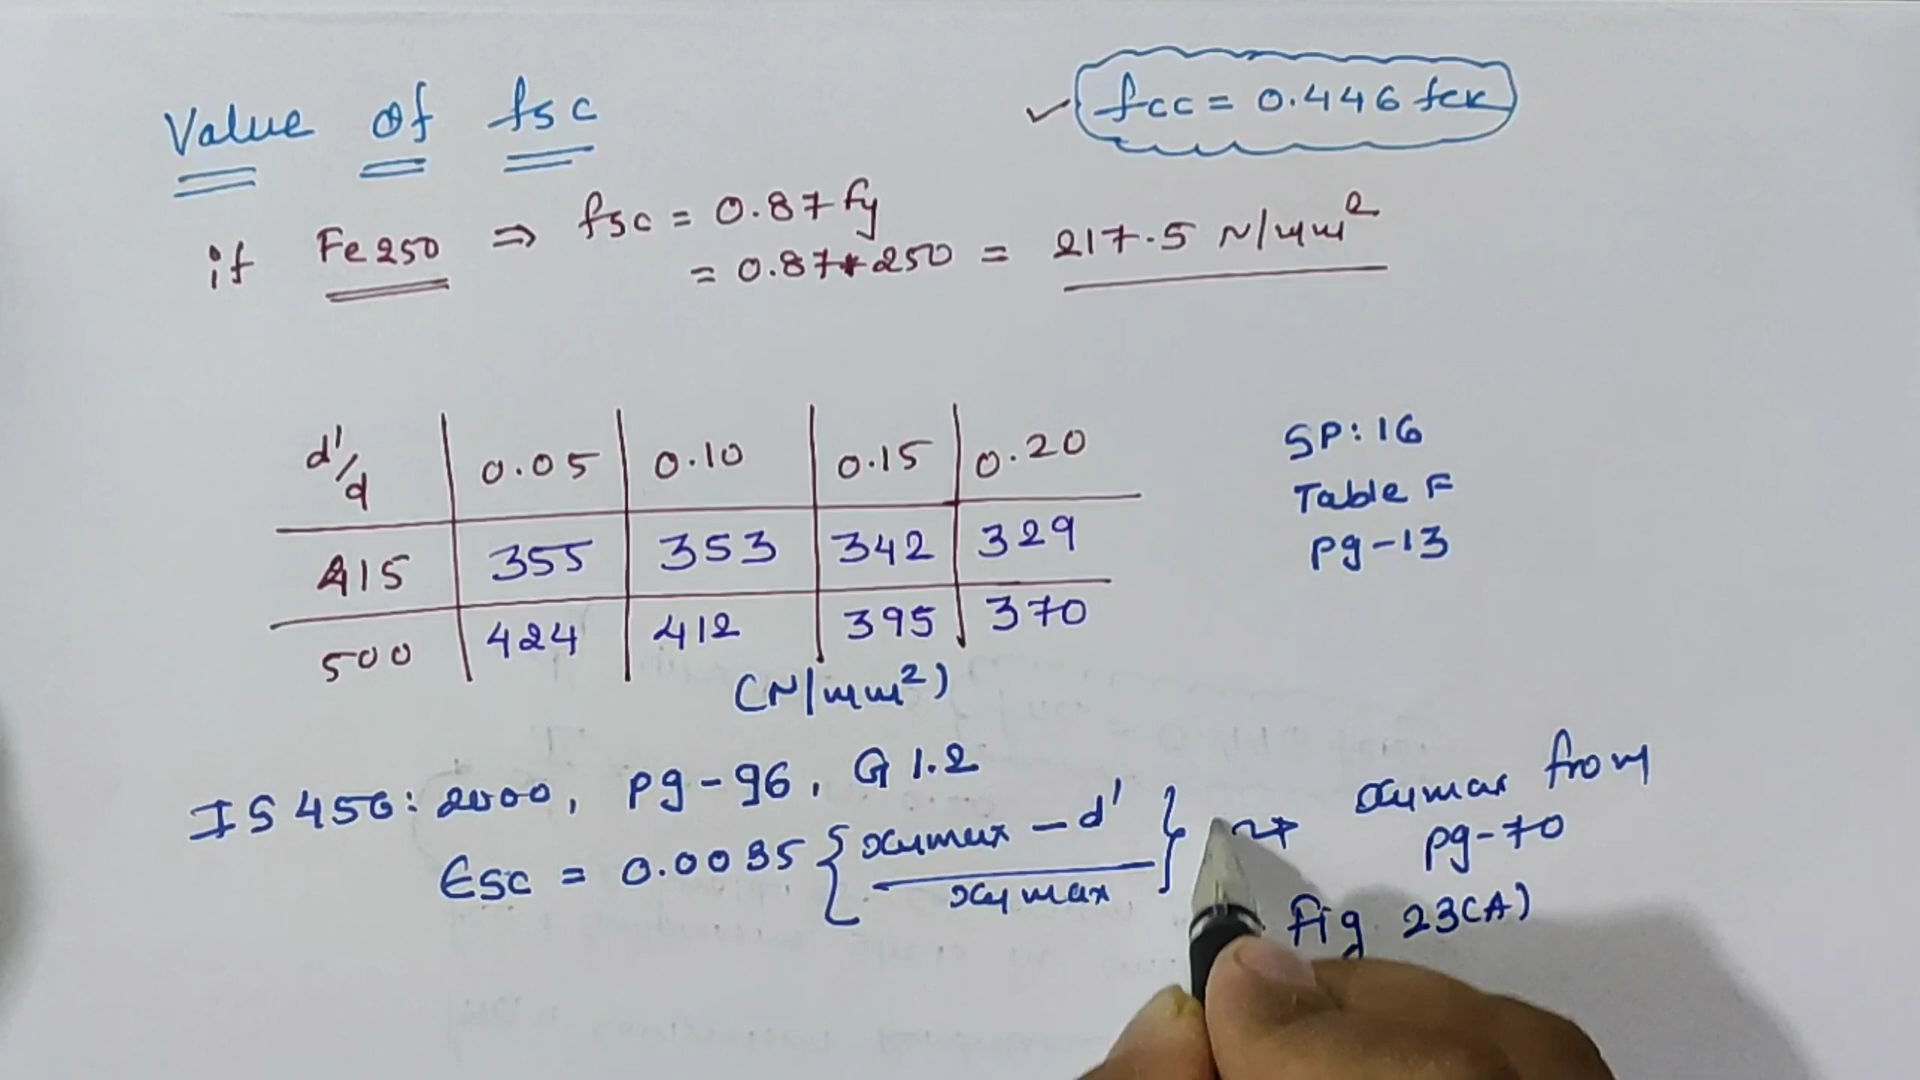 Value of fsc
fcc = 0.446 fck
if Fe250 ⇒ fsc = 0.87 fy
= 0.87*250 = 217.5 N/mm²
d'/d 0.05 0.10 0.15 0.20
415 355 353 342 329
500 424 412 395 370
(N/mm²)
SP:16
Table F
pg-13
IS 456: 2000, pg-96, G 1.2
Esc = 0.0035 { xumax - d' / xumax }
xumax from
pg-70
fig 23(A)